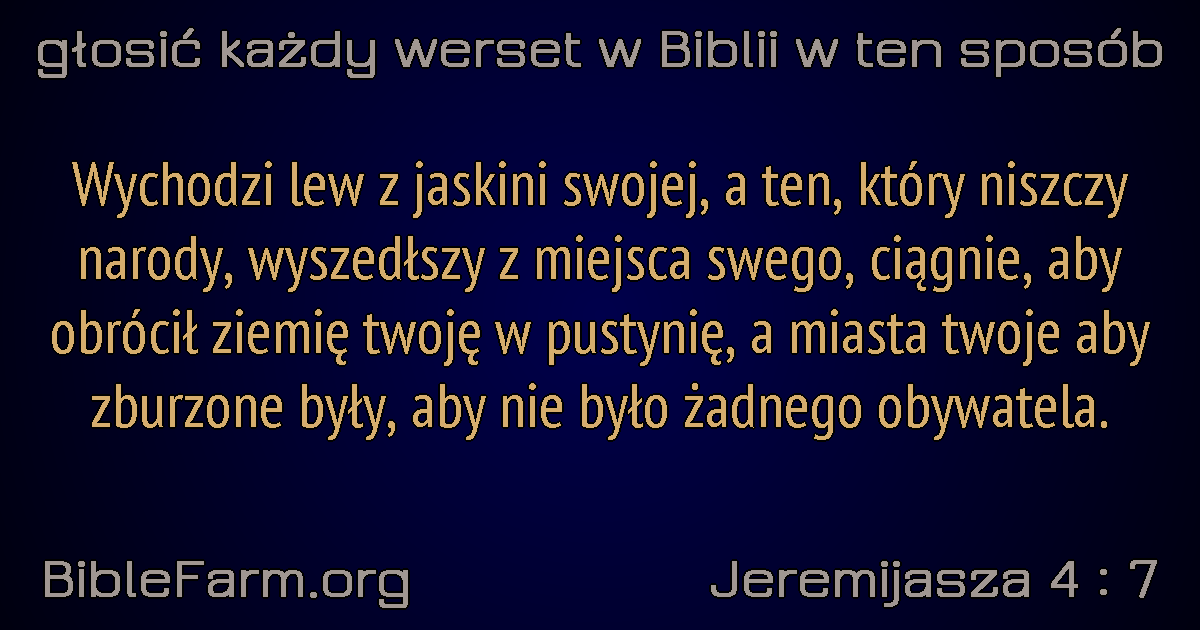 głosić każdy werset w Biblii w ten sposób
Wychodzi lew z jaskini swojej, a ten, który niszczy
narody, wyszedłszy z miejsca swego, ciągnie, aby
obrócił ziemię twoję w pustynię, a miasta twoje aby
zburzone były, aby nie było żadnego obywatela.
BibleFarm.org
Jeremijasza 4 : 7